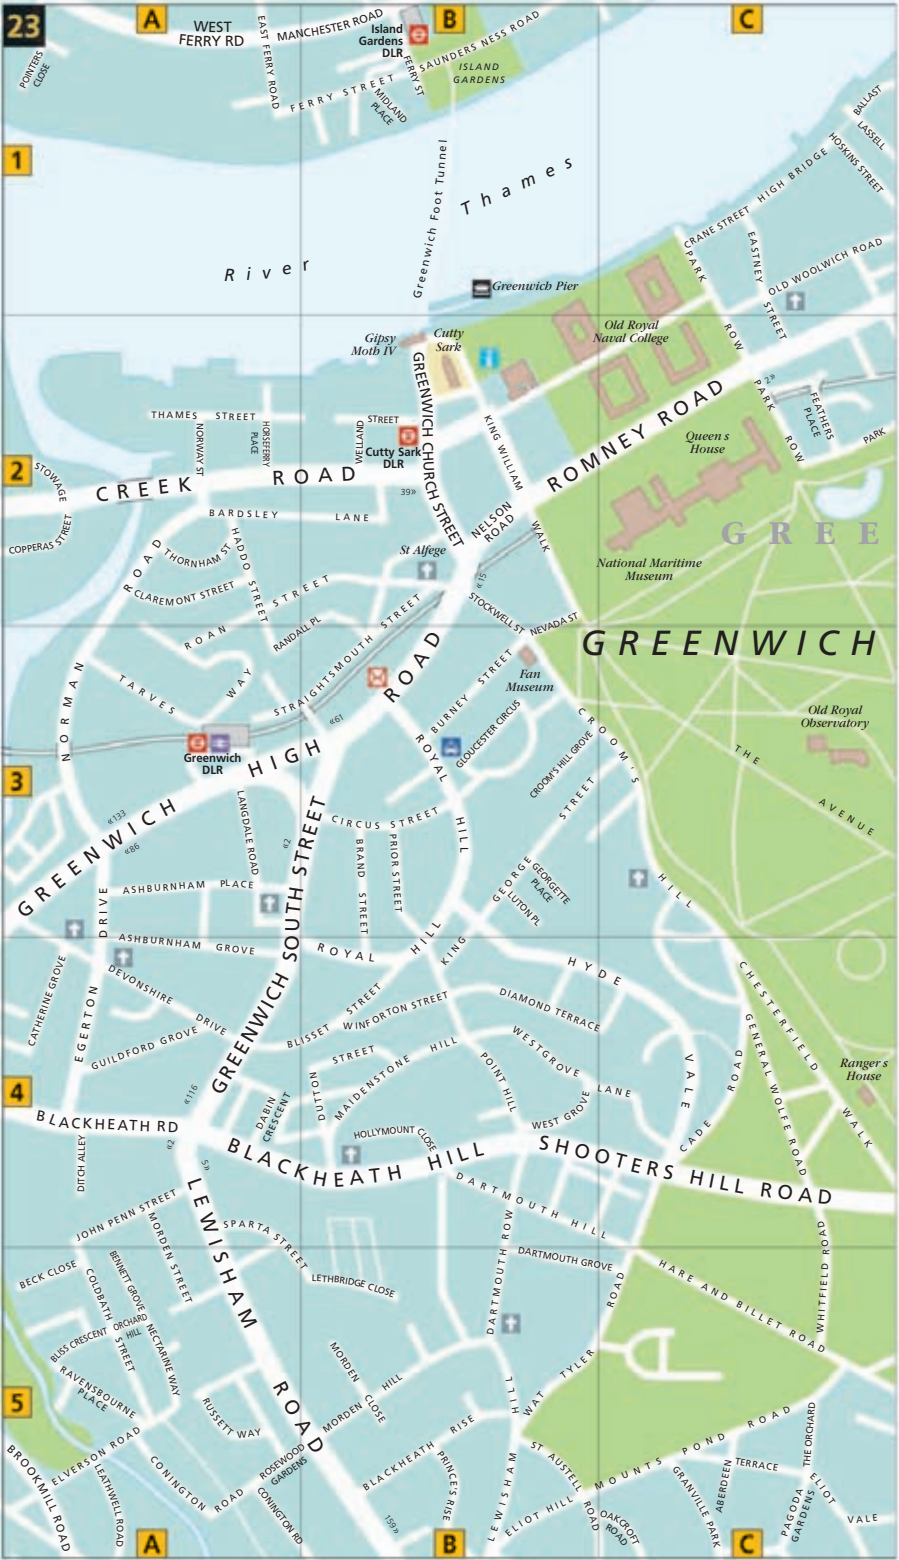 23
A
B
C
WEST
FERRY RD
EAST FERRY ROAD
MANCHESTER ROAD
Island
Gardens
DLR
SAUNDERS NESS ROAD
POINTERS
CLOSE
FERRY STREET
FERRY ST
MIDLAND
PLACE
ISLAND
GARDENS
1
BALLAST
LASSELL
HOSKINS STREET
HIGH BRIDGE
CRANE STREET
Greenwich Foot Tunnel
River
Thames
EASTNEY STREET
OLD WOOLWICH ROAD
PARK ROW
Greenwich Pier
Gipsy
Moth IV
Cutty
Sark
Old Royal
Naval College
THAMES STREET
STREET
NORWAY ST
HORSEFERRY
PLACE
WELLAND
Cutty Sark
DLR
GREENWICH CHURCH STREET
KING WILLIAM
WALK
ROMNEY ROAD
2»
PARK
ROW
FEATHERS
PLACE
PARK
Queen's
House
2
STOWAGE
CREEK ROAD
39»
NELSON
ROAD
COPPERAS STREET
BARDSLEY LANE
THORNHAM ST
HADDO STREET
CLAREMONT STREET
St Alfege
«15
STOCKWELL ST
NEVADA ST
National Maritime
Museum
GREE
GREENWICH
NORMAN ROAD
ROAN STREET
RANDALL PL
STRAIGHTSMOUTH STREET
TARVES WAY
Greenwich
DLR
«61
GREENWICH HIGH ROAD
BURNEY STREET
Fan
Museum
GLOUCESTER CIRCUS
ROYAL HILL
CROOM'S HILL
CROOM'S HILL GROVE
Old Royal
Observatory
THE AVENUE
3
«133
«86
LANGDALE ROAD
«2
CIRCUS STREET
BRAND STREET
PRIOR STREET
KING GEORGE STREET
GEORGETTE
PLACE
LUTON PL
ASHBURNHAM PLACE
GREENWICH SOUTH STREET
ASHBURNHAM GROVE
EGERTON DRIVE
CATHERINE GROVE
DEVONSHIRE DRIVE
GUILDFORD GROVE
ROYAL HILL
BLISSET STREET
WINFORTON STREET
HYDE VALE
DIAMOND TERRACE
WESTGROVE LANE
POINT HILL
WEST GROVE
MAIDENSTONE HILL
DUTTON STREET
DABIN
CRESCENT
HOLLYMOUNT CLOSE
CADE ROAD
CHESTERFIELD WALK
GENERAL WOLFE ROAD
Ranger's
House
4
«116
BLACKHEATH RD
«2
5»
DITCH ALLEY
BLACKHEATH HILL
SHOOTERS HILL ROAD
LEWISHAM ROAD
JOHN PENN STREET
MORDEN STREET
SPARTA STREET
LETHBRIDGE CLOSE
DARTMOUTH HILL
DARTMOUTH ROW
DARTMOUTH GROVE
HARE AND BILLET ROAD
WHITFIELD ROAD
BECK CLOSE
BENNETT GROVE
COLDBATH STREET
ORCHARD
HILL
BLISS CRESCENT
NECTARINE WAY
RAVENSBOURNE
PLACE
RUSSETT WAY
MORDEN CLOSE
MORDEN HILL
WAT TYLER ROAD
5
BROOKMILL ROAD
ELVERSON ROAD
LEATHWELL ROAD
CONINGTON ROAD
ROSEWOOD
GARDENS
CONINGTON RD
159»
BLACKHEATH RISE
PRINCE'S RISE
LEWISHAM HILL
ST AUSTELL ROAD
ELIOT HILL
MOUNTS POND ROAD
OAKCROFT
ROAD
GRANVILLE PARK
ABERDEEN TERRACE
THE ORCHARD
PAGODA
GARDENS
ELIOT VALE
A
B
C